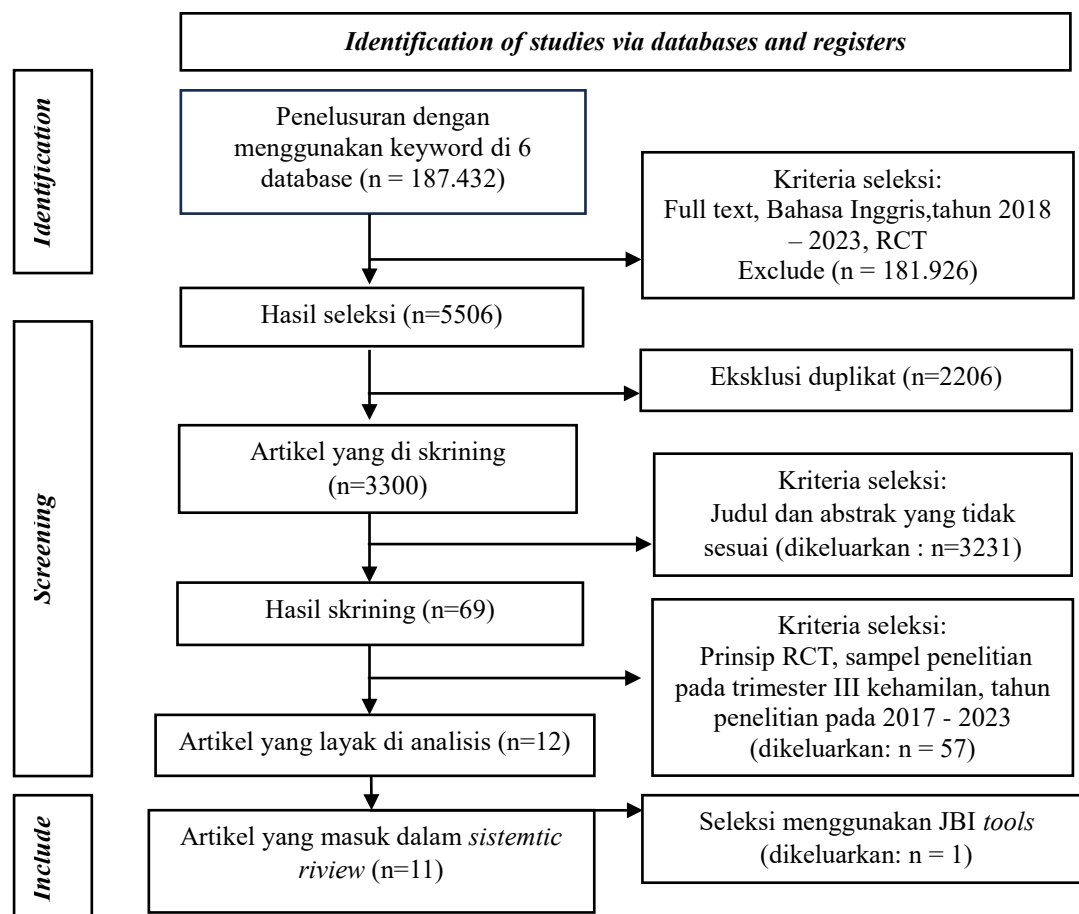 Identification of studies via databases and registers
Identification
Penelusuran dengan
menggunakan keyword di 6
database (n = 187.432)
Kriteria seleksi:
Full text, Bahasa Inggris,tahun 2018
– 2023, RCT
Exclude (n = 181.926)
Hasil seleksi (n=5506)
Screening
Eksklusi duplikat (n=2206)
Artikel yang di skrining
(n=3300)
Kriteria seleksi:
Judul dan abstrak yang tidak
sesuai (dikeluarkan : n=3231)
Hasil skrining (n=69)
Kriteria seleksi:
Prinsip RCT, sampel penelitian
pada trimester III kehamilan, tahun
penelitian pada 2017 - 2023
(dikeluarkan: n = 57)
Artikel yang layak di analisis (n=12)
Include
Artikel yang masuk dalam sistemtic
riview (n=11)
Seleksi menggunakan JBI tools
(dikeluarkan: n = 1)